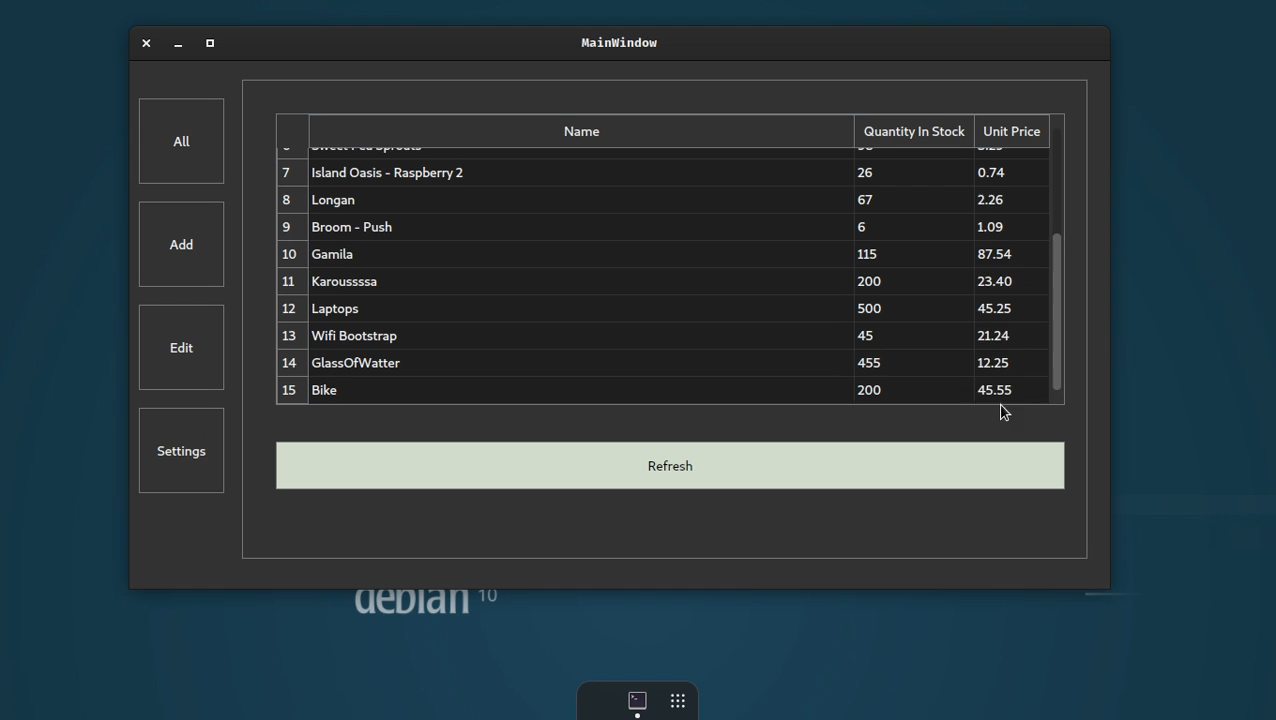 MainWindow
All
Add
Edit
Settings
Name Quantity In Stock Unit Price
7 Island Oasis - Raspberry 2 26 0.74
8 Longan 67 2.26
9 Broom - Push 6 1.09
10 Gamila 115 87.54
11 Karoussssa 200 23.40
12 Laptops 500 45.25
13 Wifi Bootstrap 45 21.24
14 GlassOfWatter 455 12.25
15 Bike 200 45.55
Refresh
debian 10